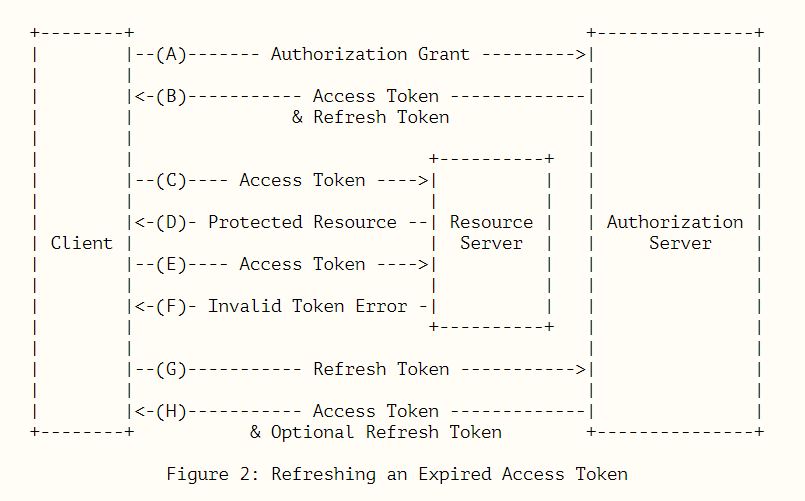 +--------+                                           +---------------+
|        |--(A)------- Authorization Grant --------->|               |
|        |                                           |               |
|        |<-(B)----------- Access Token -------------|               |
|        |               & Refresh Token             |               |
|        |                                           |               |
|        |                            +----------+   |               |
|        |--(C)---- Access Token ---->|          |   |               |
|        |                            |          |   |               |
|        |<-(D)- Protected Resource --| Resource |   | Authorization |
| Client |                            |  Server  |   |     Server    |
|        |--(E)---- Access Token ---->|          |   |               |
|        |                            |          |   |               |
|        |<-(F)- Invalid Token Error -|          |   |               |
|        |                            +----------+   |               |
|        |                                           |               |
|        |--(G)----------- Refresh Token ----------->|               |
|        |                                           |               |
|        |<-(H)----------- Access Token -------------|               |
+--------+           & Optional Refresh Token        +---------------+
Figure 2: Refreshing an Expired Access Token